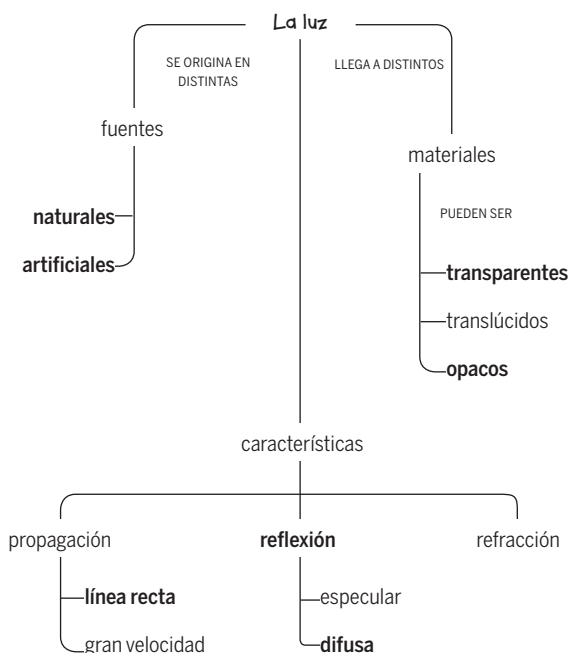 La luz
SE ORIGINA EN
DISTINTAS
LLEGA A DISTINTOS
fuentes
materiales
naturales
PUEDEN SER
artificiales
transparentes
translúcidos
opacos
características
propagación
reflexión
refracción
línea recta
especular
gran velocidad
difusa